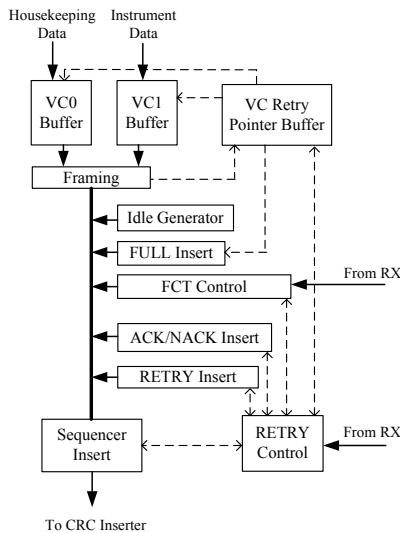 Housekeeping
Data
Instrument
Data
VC0
Buffer
VC1
Buffer
VC Retry
Pointer Buffer
Framing
Idle Generator
FULL Insert
From RX
FCT Control
ACK/NACK Insert
RETRY Insert
Sequencer
Insert
RETRY
Control
From RX
To CRC Inserter